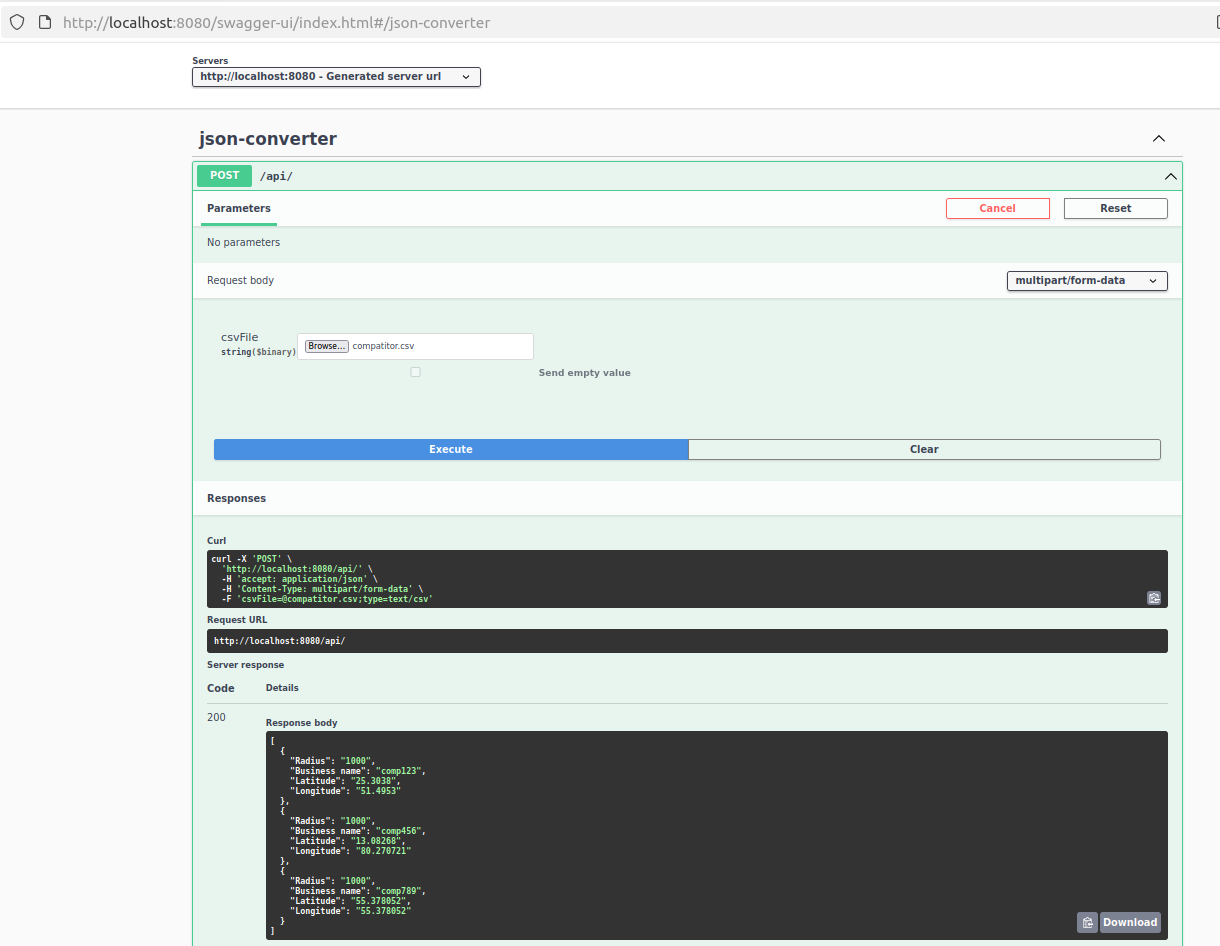 http://localhost:8080/swagger-ui/index.html#/json-converter
Servers
http://localhost:8080 - Generated server url
json-converter
POST /api/
Parameters
Cancel
Reset
No parameters
Request body
multipart/form-data
csvFile
string($binary)
Browse... compatitor.csv
Send empty value
Execute
Clear
Responses
Curl
curl -X 'POST' \
  'http://localhost:8080/api/' \
  -H 'accept: application/json' \
  -H 'Content-Type: multipart/form-data' \
  -F 'csvFile=@compatitor.csv;type=text/csv'
Request URL
http://localhost:8080/api/
Server response
Code Details
200
Response body
[
  {
    "Radius": "1000",
    "Business name": "comp123",
    "Latitude": "25.3038",
    "Longitude": "51.4953"
  },
  {
    "Radius": "1000",
    "Business name": "comp456",
    "Latitude": "13.08268",
    "Longitude": "80.270721"
  },
  {
    "Radius": "1000",
    "Business name": "comp789",
    "Latitude": "55.378052",
    "Longitude": "55.378052"
  }
]
Download